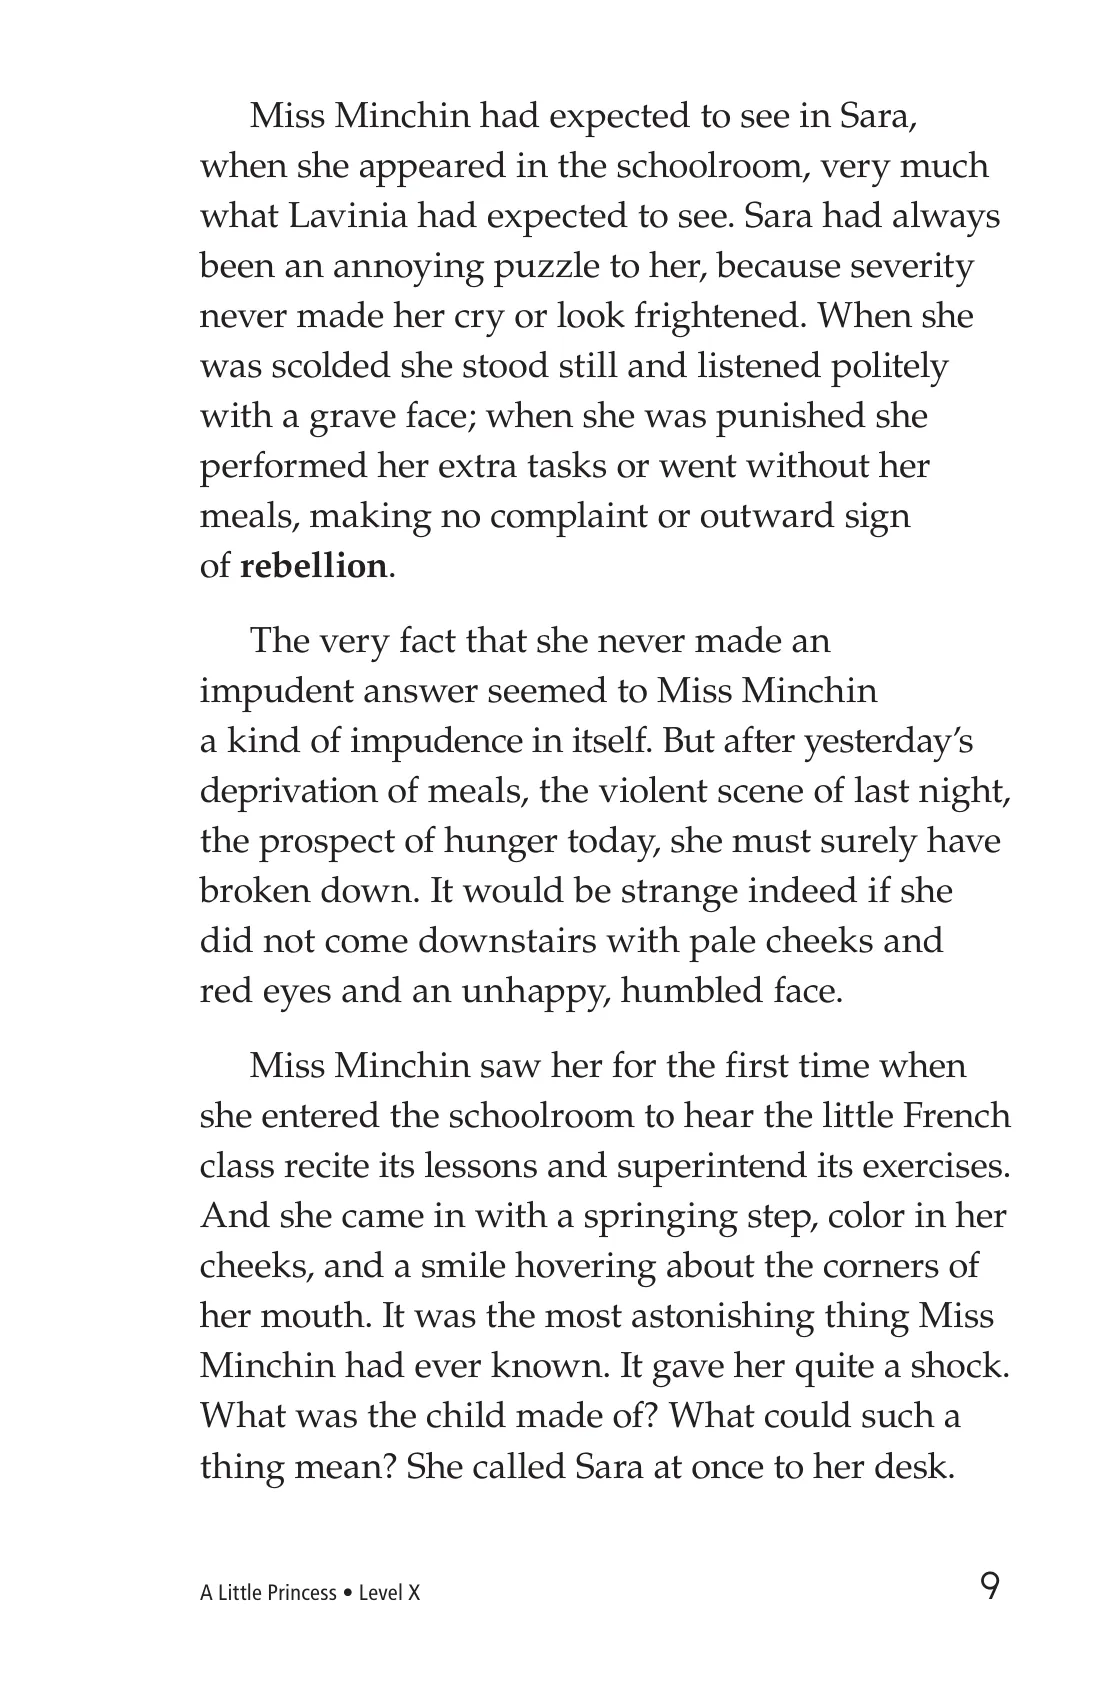 Miss Minchin had expected to see in Sara,
when she appeared in the schoolroom, very much
what Lavinia had expected to see. Sara had always
been an annoying puzzle to her, because severity
never made her cry or look frightened. When she
was scolded she stood still and listened politely
with a grave face; when she was punished she
performed her extra tasks or went without her
meals, making no complaint or outward sign
of rebellion.
The very fact that she never made an
impudent answer seemed to Miss Minchin
a kind of impudence in itself. But after yesterday’s
deprivation of meals, the violent scene of last night,
the prospect of hunger today, she must surely have
broken down. It would be strange indeed if she
did not come downstairs with pale cheeks and
red eyes and an unhappy, humbled face.
Miss Minchin saw her for the first time when
she entered the schoolroom to hear the little French
class recite its lessons and superintend its exercises.
And she came in with a springing step, color in her
cheeks, and a smile hovering about the corners of
her mouth. It was the most astonishing thing Miss
Minchin had ever known. It gave her quite a shock.
What was the child made of? What could such a
thing mean? She called Sara at once to her desk.
A Little Princess • Level X
9